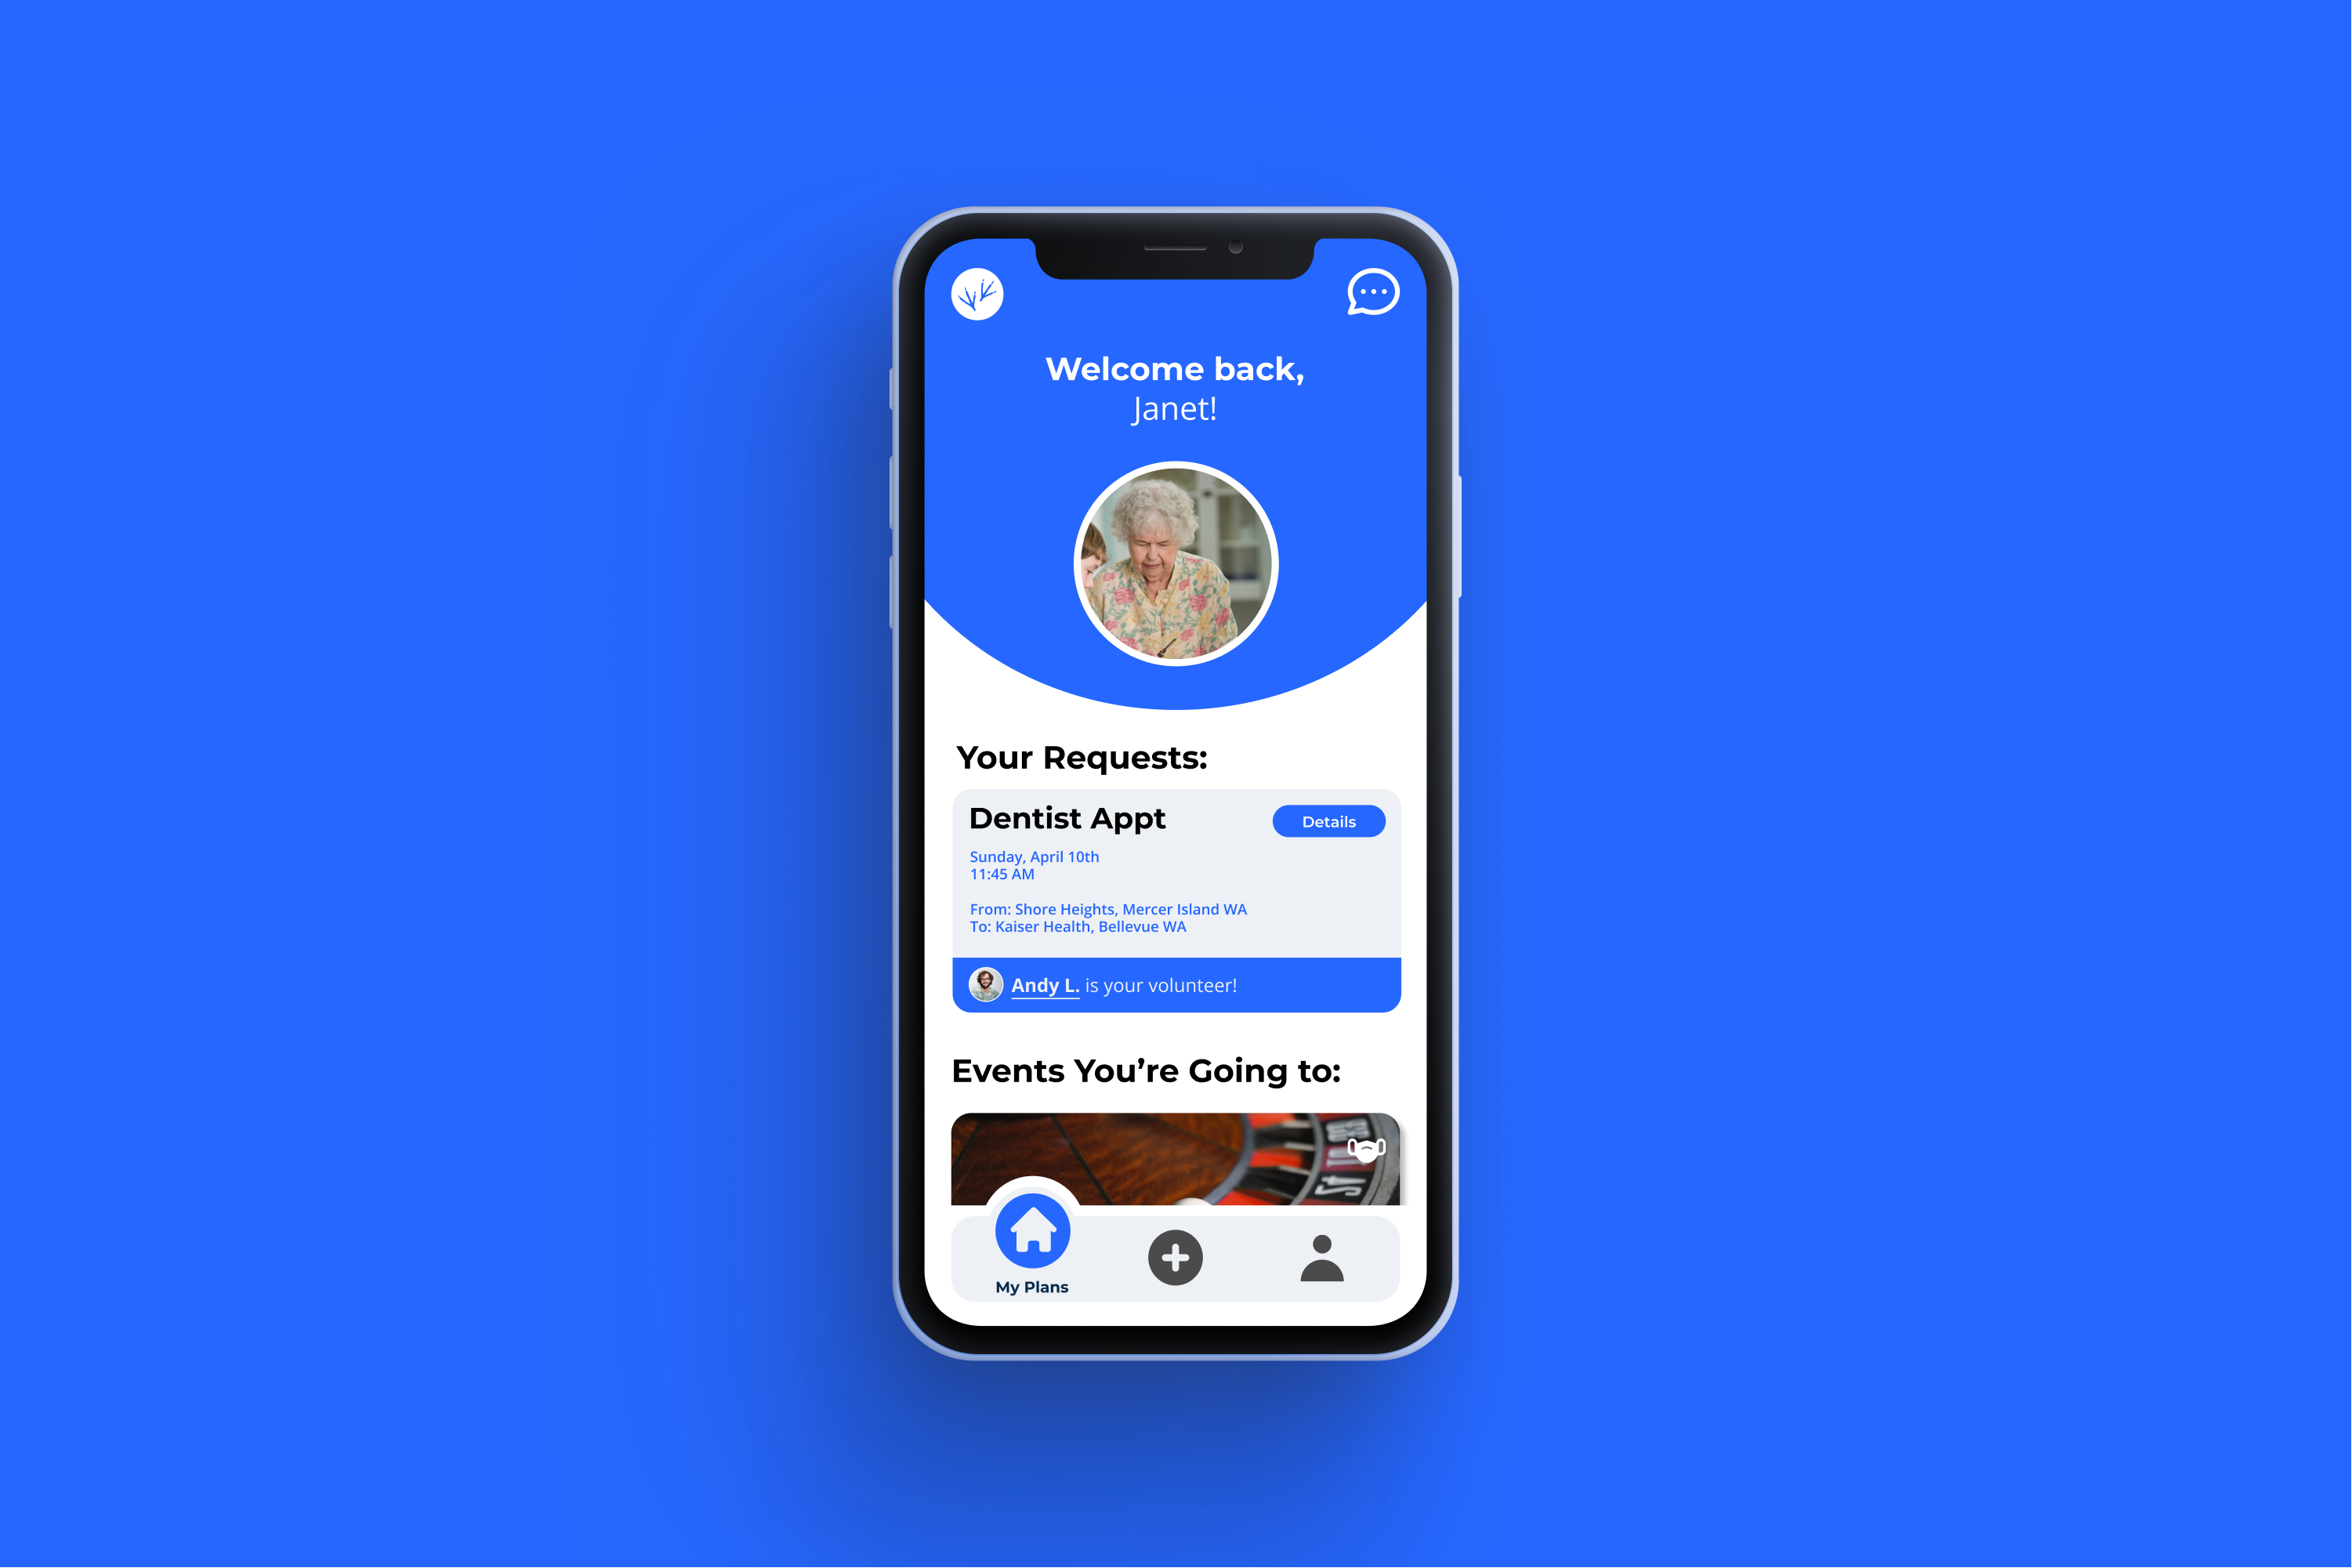 Welcome back,
Janet!
Your Requests:
Dentist Appt
Details
Sunday, April 10th
11:45 AM
From: Shore Heights, Mercer Island WA
To: Kaiser Health, Bellevue WA
Andy L. is your volunteer!
Events You’re Going to:
My Plans